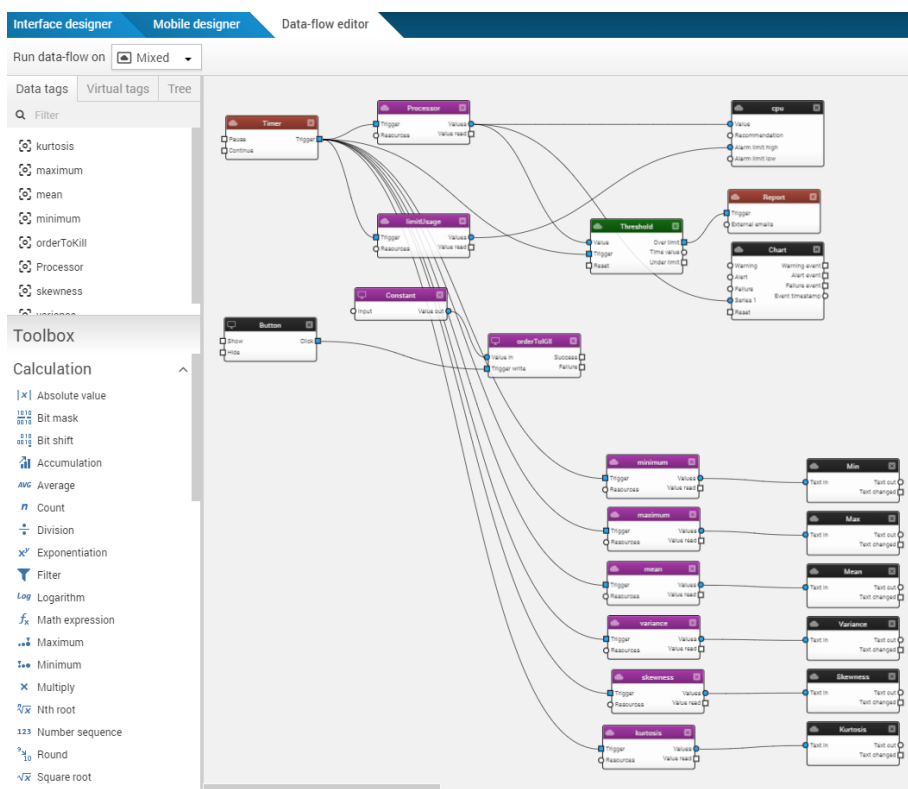 Interface designer
Mobile designer
Data-flow editor
Run data-flow on
Mixed
Data tags
Virtual tags
Tree
Filter
kurtosis
maximum
mean
minimum
orderToKill
Processor
skewness
variance
Toolbox
Calculation
|x| Absolute value
Bit mask
Bit shift
Accumulation
AVG Average
n Count
Division
Exponentiation
Filter
Log Logarithm
Math expression
Maximum
Minimum
Multiply
Nth root
123 Number sequence
Round
√x Square root
Timer
Pause
Trigger
Continue
Processor
Trigger
Values
Resources
Value read
cpu
Value
Recommendation
Alarm limit high
Alarm limit low
limitUsage
Trigger
Values
Resources
Value read
Threshold
Value
Over limit
Trigger
Time value
Reset
Under limit
Report
Trigger
External emails
Chart
Warning
Warning event
Alert
Alert event
Failure
Failure event
Series 1
Event timestamp
Reset
Constant
Input
Value out
Button
Show
Click
Hide
orderToKill
Value in
Success
Trigger write
Failure
minimum
Trigger
Values
Resources
Value read
Min
Text in
Text out
Text changed
maximum
Trigger
Values
Resources
Value read
Max
Text in
Text out
Text changed
mean
Trigger
Values
Resources
Value read
Mean
Text in
Text out
Text changed
variance
Trigger
Values
Resources
Value read
Variance
Text in
Text out
Text changed
skewness
Trigger
Values
Resources
Value read
Skewness
Text in
Text out
Text changed
kurtosis
Trigger
Values
Resources
Value read
Kurtosis
Text in
Text out
Text changed